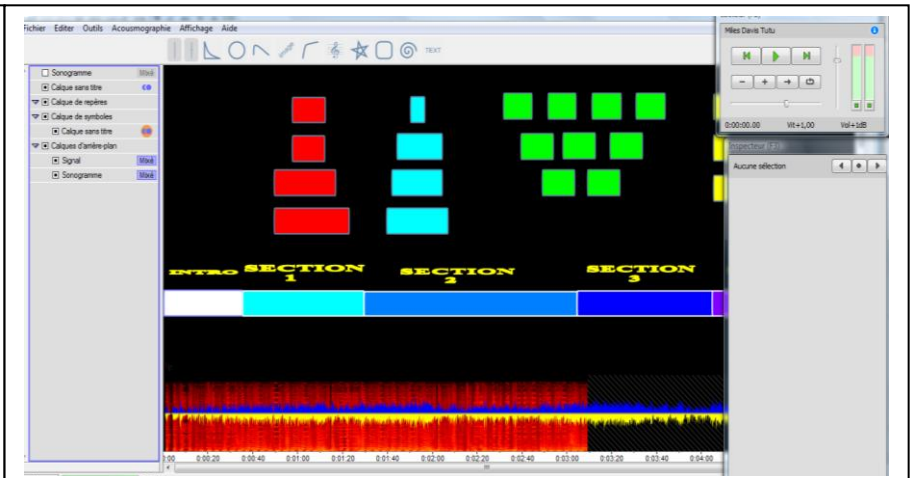 Fichier Editer Outils Acousmographie Affichage Aide
TEXT
Miles Davis Tutu
0:00:00.00 Vit+1,00 Vol+1dB
Aucune sélection
Sonogramme Mixé
Calque sans titre
Calque de repères
Calque de symboles
Calque sans titre
Calques d'arrière-plan
Signal Mixé
Sonogramme Mixé
INTRO SECTION 1 SECTION 2 SECTION 3
0:00:20 0:00:40 0:01:00 0:01:20 0:01:40 0:02:00 0:02:20 0:02:40 0:03:00 0:03:20 0:03:40 0:04:00